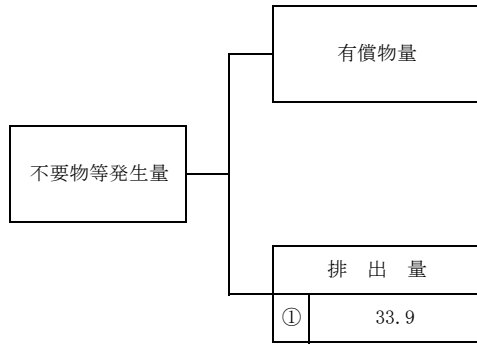 有償物量
不要物等発生量
排 出 量
① 33.9